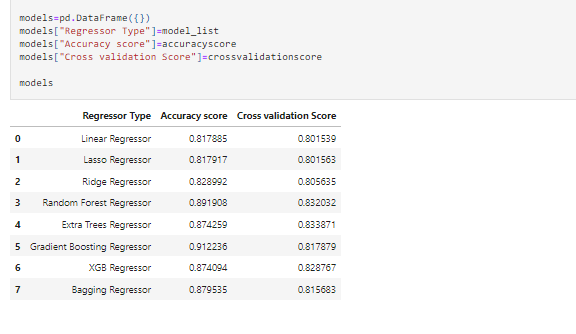 models=pd.DataFrame({})
models["Regressor Type"]=model_list
models["Accuracy score"]=accuracyscore
models["Cross validation Score"]=crossvalidationscore
models
Regressor Type Accuracy score Cross validation Score
0 Linear Regressor 0.817885 0.801539
1 Lasso Regressor 0.817917 0.801563
2 Ridge Regressor 0.828992 0.805635
3 Random Forest Regressor 0.891908 0.832032
4 Extra Trees Regressor 0.874259 0.833871
5 Gradient Boosting Regressor 0.912236 0.817879
6 XGB Regressor 0.874094 0.828767
7 Bagging Regressor 0.879535 0.815683